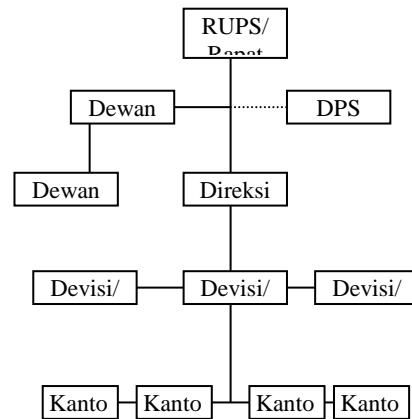 RUPS/
Rapat
Dewan
DPS
Dewan
Direksi
Devisi/
Devisi/
Devisi/
Kanto
Kanto
Kanto
Kanto